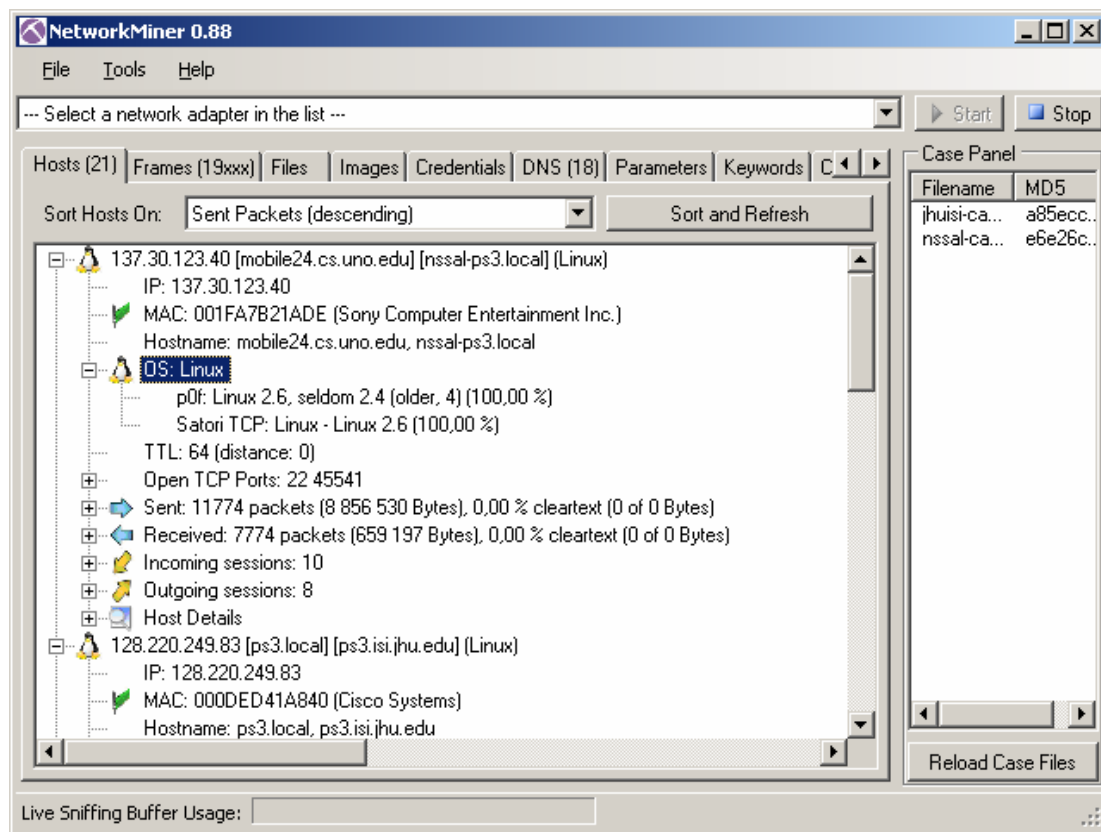 NetworkMiner 0.88
File Tools Help
--- Select a network adapter in the list ---
Start
Stop
Hosts (21) Frames (19xxx) Files Images Credentials DNS (18) Parameters Keywords C
Sort Hosts On: Sent Packets (descending) Sort and Refresh
137.30.123.40 [mobile24.cs.uno.edu] [nssal-ps3.local] (Linux)
IP: 137.30.123.40
MAC: 001FA7B21ADE (Sony Computer Entertainment Inc.)
Hostname: mobile24.cs.uno.edu, nssal-ps3.local
OS: Linux
p0f: Linux 2.6, seldom 2.4 (older, 4) (100,00 %)
Satori TCP: Linux - Linux 2.6 (100,00 %)
TTL: 64 (distance: 0)
Open TCP Ports: 22 45541
Sent: 11774 packets (8 856 530 Bytes), 0,00 % cleartext (0 of 0 Bytes)
Received: 7774 packets (659 197 Bytes), 0,00 % cleartext (0 of 0 Bytes)
Incoming sessions: 10
Outgoing sessions: 8
Host Details
128.220.249.83 [ps3.local] [ps3.isi.jhu.edu] (Linux)
IP: 128.220.249.83
MAC: 000DED41A840 (Cisco Systems)
Hostname: ps3.local, ps3.isi.jhu.edu
Case Panel
Filename MD5
jhuisi-ca... a85ecc..
nssal-ca... e6e26c..
Reload Case Files
Live Sniffing Buffer Usage: